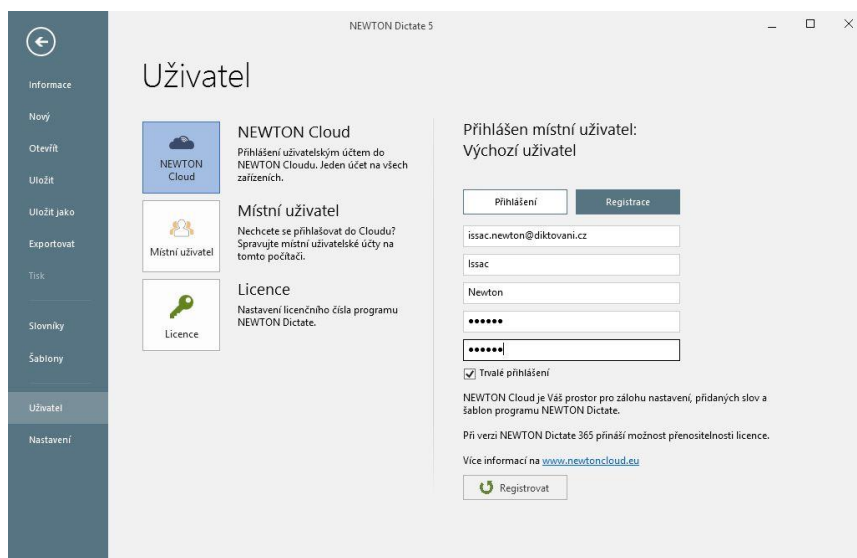 NEWTON Dictate 5
Informace
Nový
Otevřít
Uložit
Uložit jako
Exportovat
Tisk
Slovníky
Šablony
Uživatel
Nastavení
Uživatel
NEWTON
Cloud
NEWTON Cloud
Přihlášení uživatelským účtem do
NEWTON Cloudu. Jeden účet na všech
zařízeních.
Místní uživatel
Místní uživatel
Nechcete se přihlašovat do Cloudu?
Spravujte místní uživatelské účty na
tomto počítači.
Licence
Licence
Nastavení licenčního čísla programu
NEWTON Dictate.
Přihlášen místní uživatel:
Výchozí uživatel
Přihlášení
Registrace
issac.newton@diktovani.cz
Issac
Newton
••••••
••••••
Trvalé přihlášení
NEWTON Cloud je Váš prostor pro zálohu nastavení, přidaných slov a
šablon programu NEWTON Dictate.
Při verzi NEWTON Dictate 365 přináší možnost přenositelnosti licence.
Více informací na www.newtoncloud.eu
Registrovat